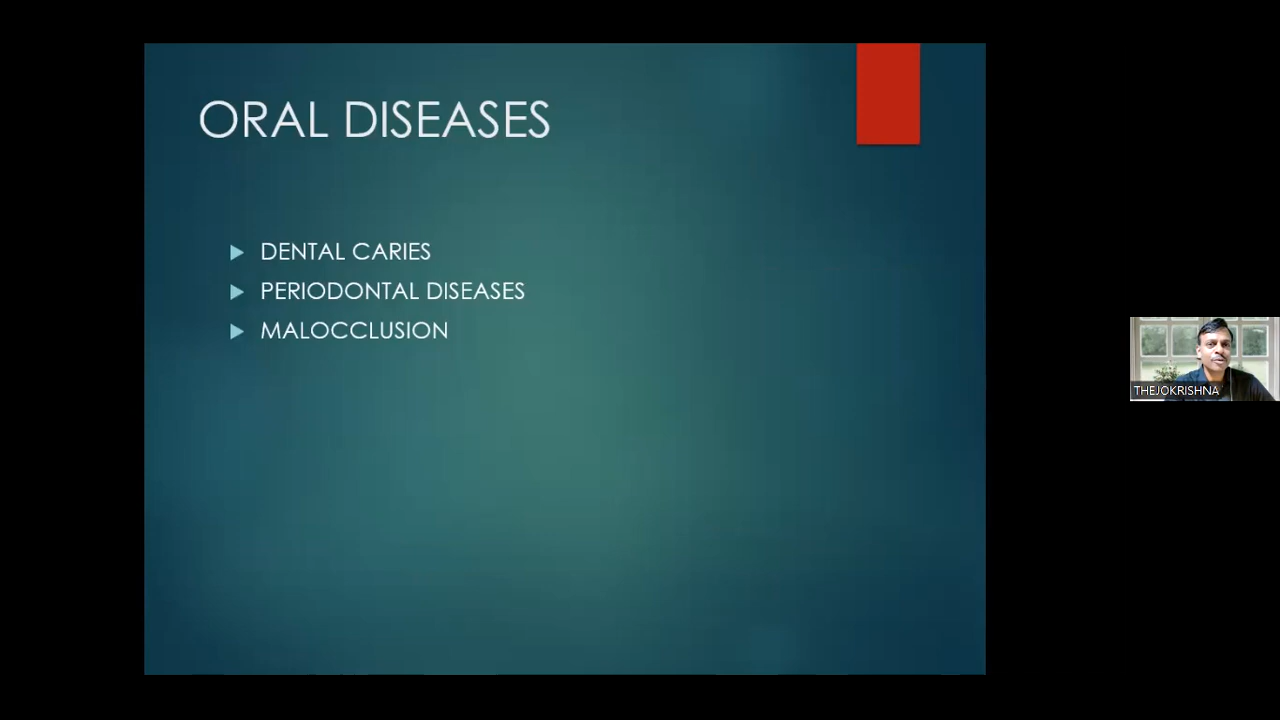 ORAL DISEASES
DENTAL CARIES
PERIODONTAL DISEASES
MALOCCLUSION
THEJOKRISHNA